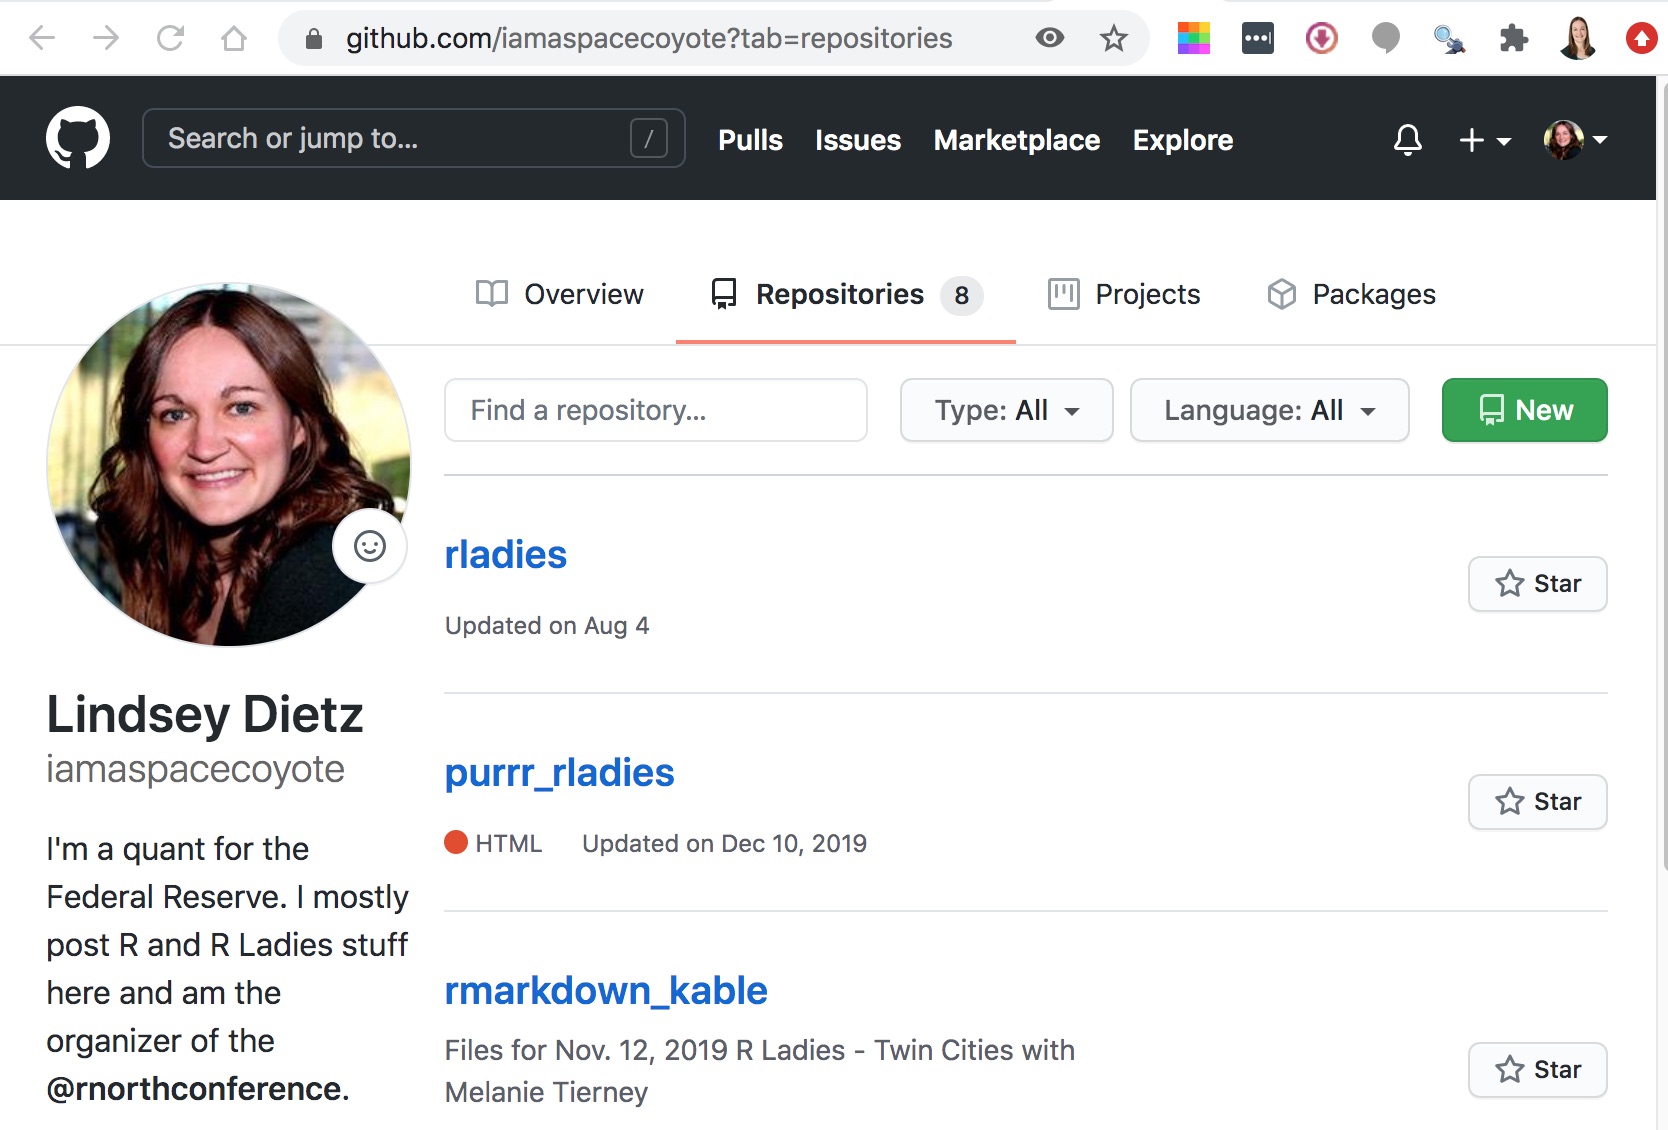 github.com/iamaspacecoyote?tab=repositories
Search or jump to... /
Pulls Issues Marketplace Explore
Overview Repositories 8 Projects Packages
Find a repository... Type: All Language: All New
rladies
Star
Updated on Aug 4
Lindsey Dietz
iamaspacecoyote
I'm a quant for the
Federal Reserve. I mostly
post R and R Ladies stuff
here and am the
organizer of the
@rnorthconference.
purrr_rladies
Star
HTML Updated on Dec 10, 2019
rmarkdown_kable
Files for Nov. 12, 2019 R Ladies - Twin Cities with
Melanie Tierney
Star